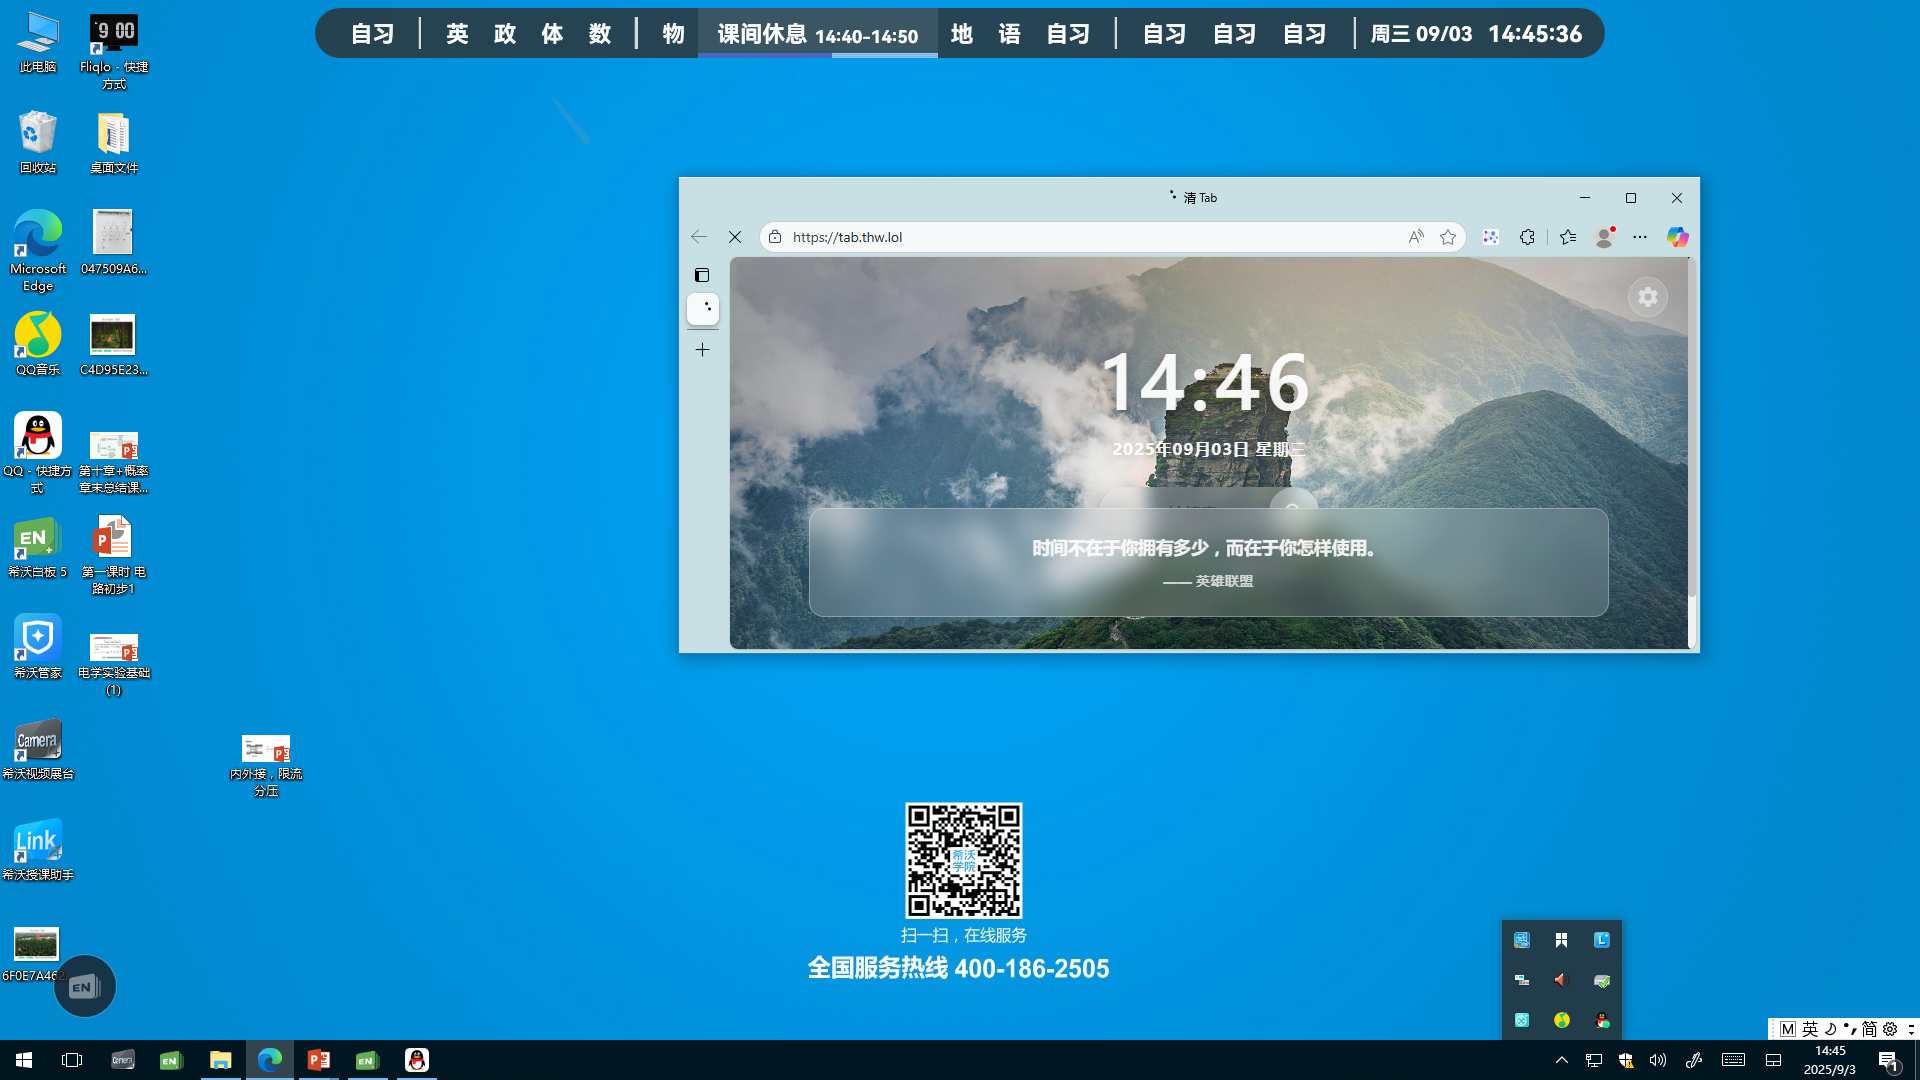 自习 | 英 政 体 数 | 物 课间休息 14:40-14:50 地 语 自习 | 自习 自习 自习 | 周三 09/03 14:45:36
此电脑
Fliqlo - 快捷方式
回收站
桌面文件
Microsoft Edge
047509A6...
QQ音乐
C4D95E23...
QQ - 快捷方式
第十章+概率章末总结课...
希沃白板 5
第一课时 电路初步1
希沃管家
电学实验基础(1)
Camera
希沃视频展台
内外接，限流分压
Link
希沃授课助手
6F0E7A462
EN
9 00
清 Tab
https://tab.thw.lol
14:46
2025年09月03日 星期三
时间不在于你拥有多少，而在于你怎样使用。
—— 英雄联盟
希沃学院
扫一扫，在线服务
全国服务热线 400-186-2505
M 英 简
14:45
2025/9/3
1